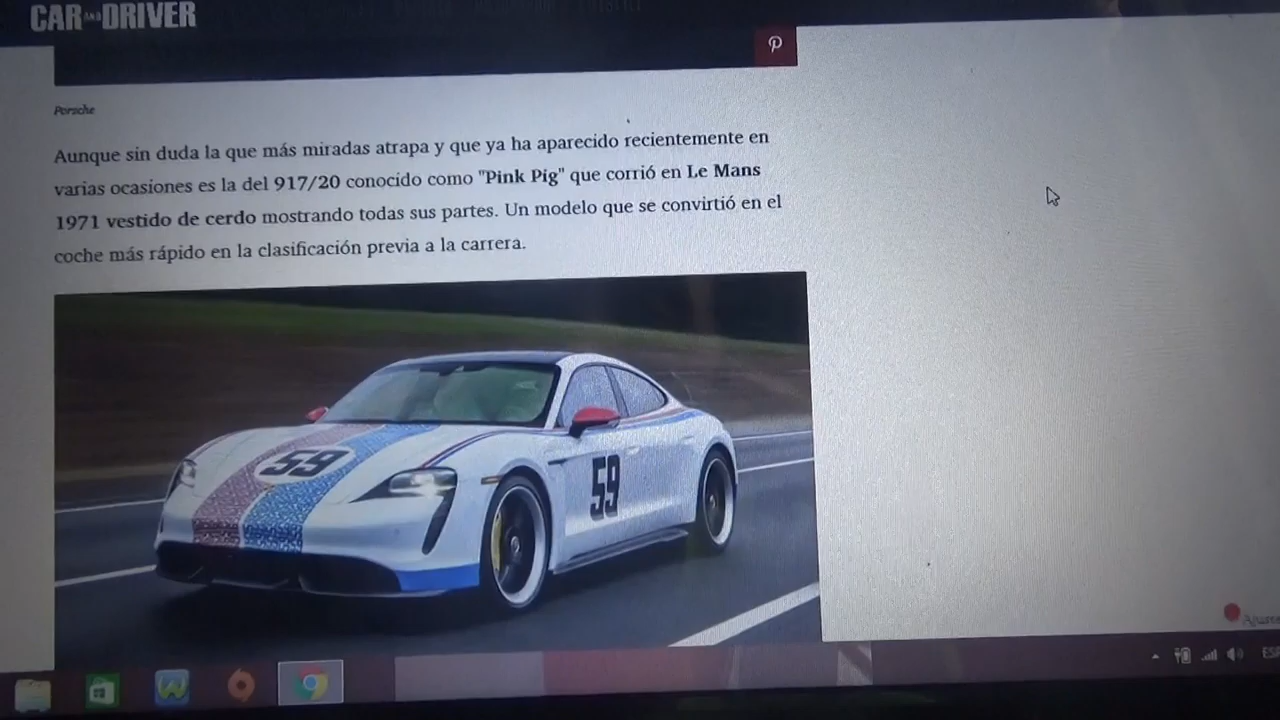 CAR AND DRIVER
Porsche
Aunque sin duda la que más miradas atrapa y que ya ha aparecido recientemente en
varias ocasiones es la del 917/20 conocido como "Pink Pig" que corrió en Le Mans
1971 vestido de cerdo mostrando todas sus partes. Un modelo que se convirtió en el
coche más rápido en la clasificación previa a la carrera.
59
59